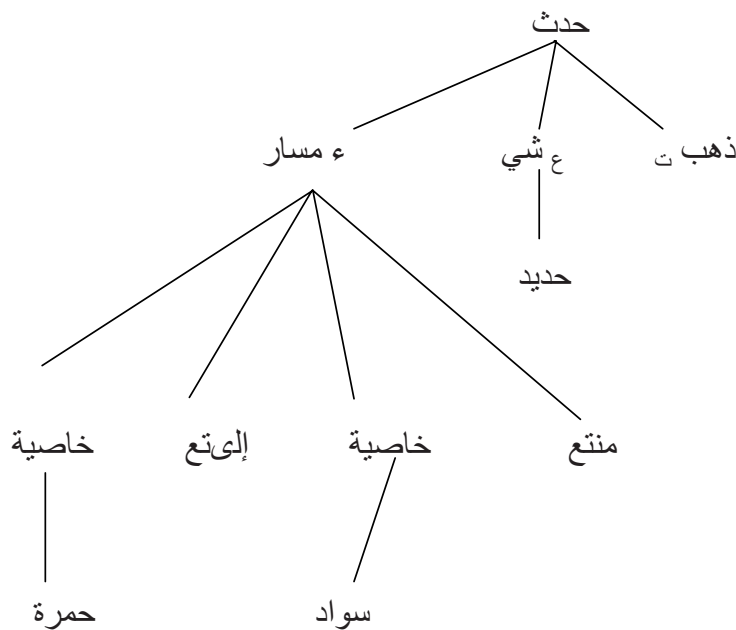 حدث
ذهب ت شي ع ء مسار
حديد
منتع خاصية إلىتع خاصية
سواد حمرة